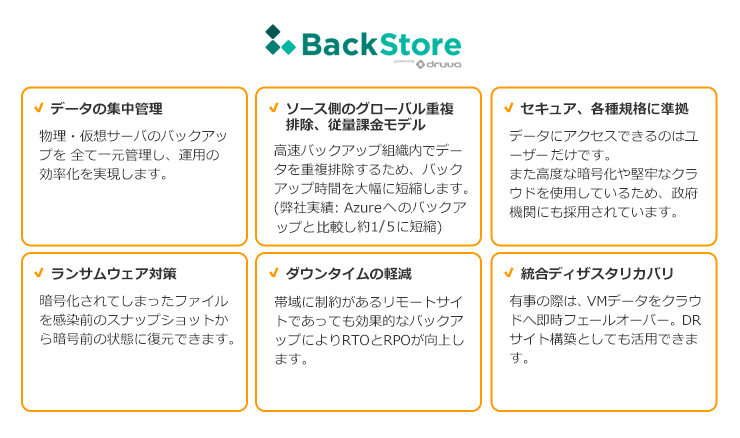 BackStore
powered by druva
データの集中管理
物理・仮想サーバのバックアッ
プを 全て一元管理し、運用の
効率化を実現します。
ソース側のグローバル重複
排除、従量課金モデル
高速バックアップ組織内でデー
タを重複排除するため、バック
アップ時間を大幅に短縮します。
(弊社実績: Azureへのバックア
ップと比較し約1/５に短縮)
セキュア、各種規格に準拠
データにアクセスできるのはユ
ーザーだけです。
また高度な暗号化や堅牢なクラ
ウドを使用しているため、政府
機関にも採用されています。
ランサムウェア対策
暗号化されてしまったファイル
を感染前のスナップショットか
ら暗号前の状態に復元できます。
ダウンタイムの軽減
帯域に制約があるリモートサイ
トであっても効果的なバックア
ップによりRTOとRPOが向上し
ます。
統合ディザスタリカバリ
有事の際は、VMデータをクラウ
ドへ即時フェールオーバー。DR
サイト構築としても活用できま
す。